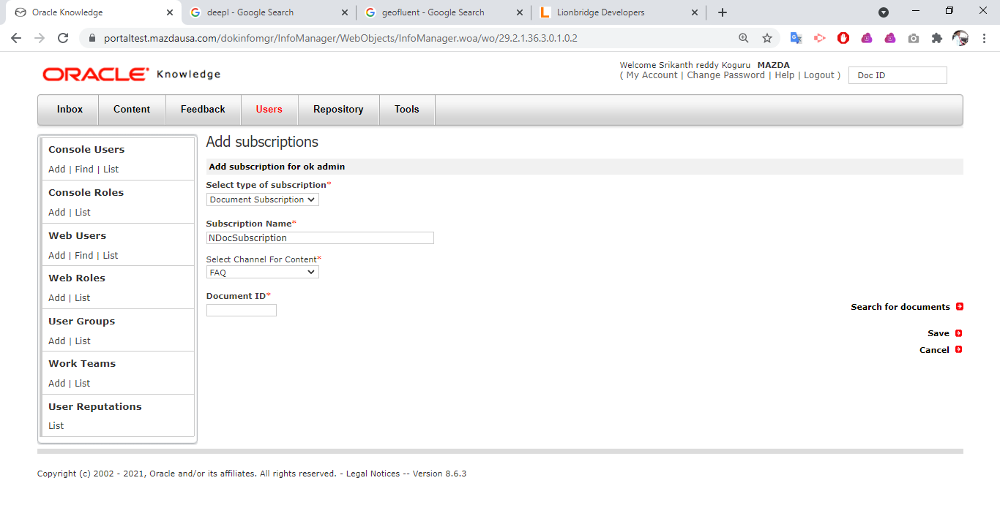 Oracle Knowledge
deepl - Google Search
geofluent - Google Search
Lionbridge Developers
portaltest.mazdausa.com/dokinfomgr/InfoManager/WebObjects/InfoManager.woa/wo/29.2.1.36.3.0.1.0.2
ORACLE Knowledge
Welcome Srikanth reddy Koguru MAZDA
( My Account | Change Password | Help | Logout )
Doc ID
Inbox Content Feedback Users Repository Tools
Console Users
Add | Find | List
Console Roles
Add | List
Web Users
Add | Find | List
Web Roles
Add | List
User Groups
Add | List
Work Teams
Add | List
User Reputations
List
Add subscriptions
Add subscription for ok admin
Select type of subscription*
Document Subscription
Subscription Name*
NDocSubscription
Select Channel For Content*
FAQ
Document ID*
Search for documents
Save
Cancel
Copyright (c) 2002 - 2021, Oracle and/or its affiliates. All rights reserved. - Legal Notices -- Version 8.6.3